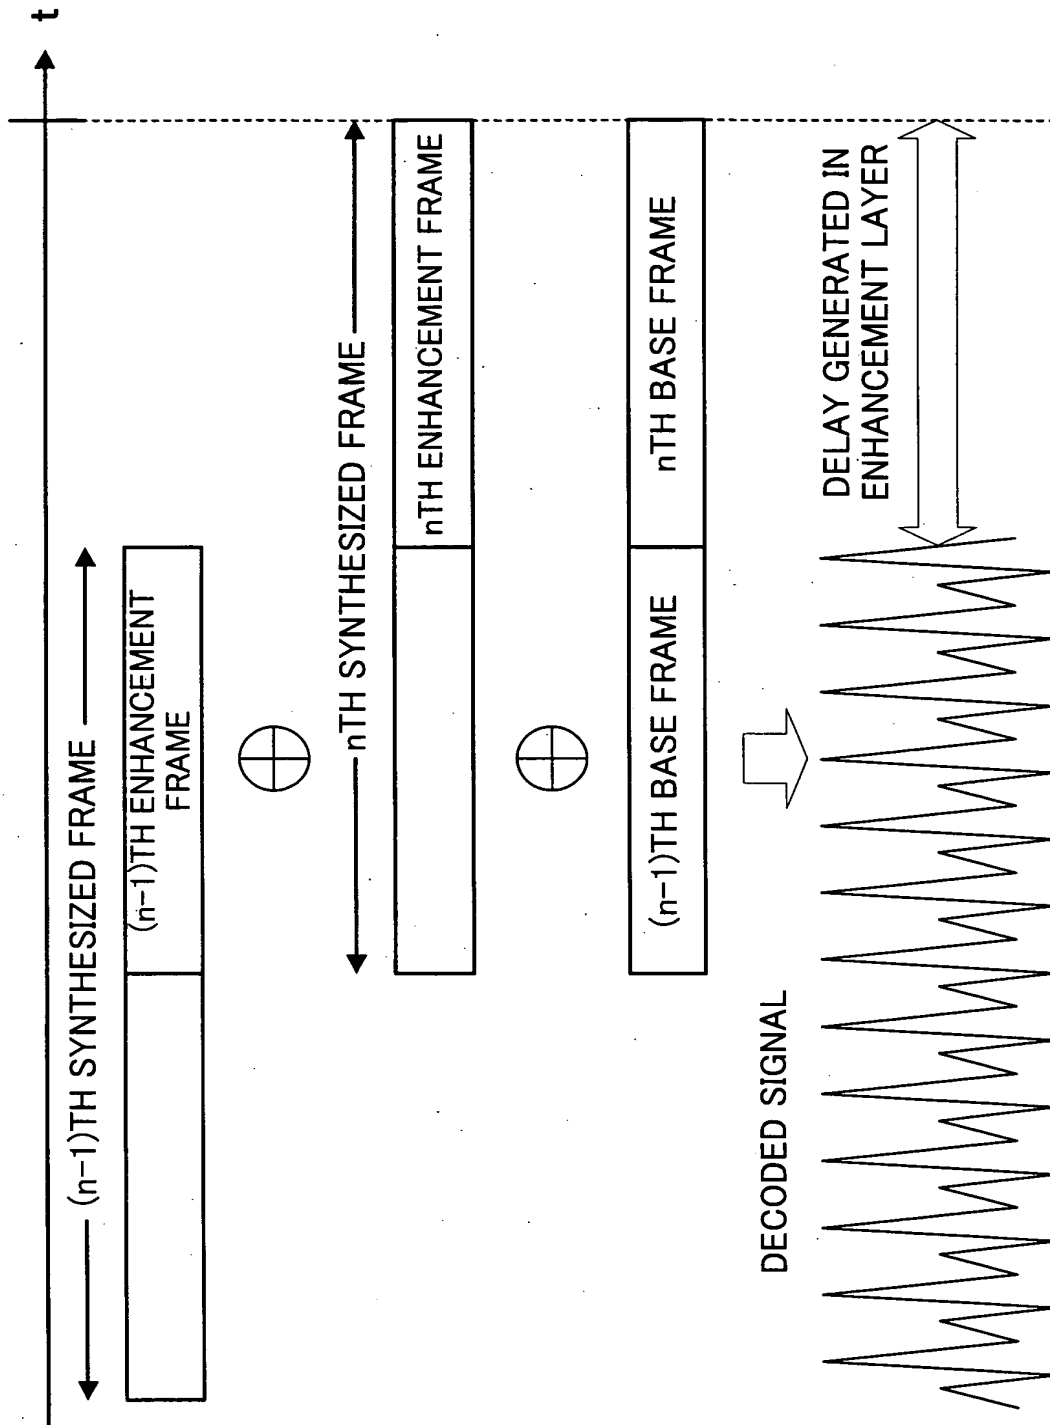 t
(n-1)TH SYNTHESIZED FRAME
(n-1)TH ENHANCEMENT
FRAME
nTH SYNTHESIZED FRAME
nTH ENHANCEMENT FRAME
(n-1)TH BASE FRAME
nTH BASE FRAME
DECODED SIGNAL
DELAY GENERATED IN
ENHANCEMENT LAYER